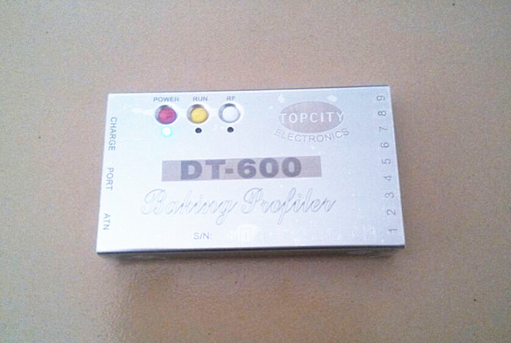 POWER RUN RF
TOPCITY
ELECTRONICS
CHARGE PORT ATN
DT-600
Baking Profiler
S/N:
1 2 3 4 5 6 7 8 9